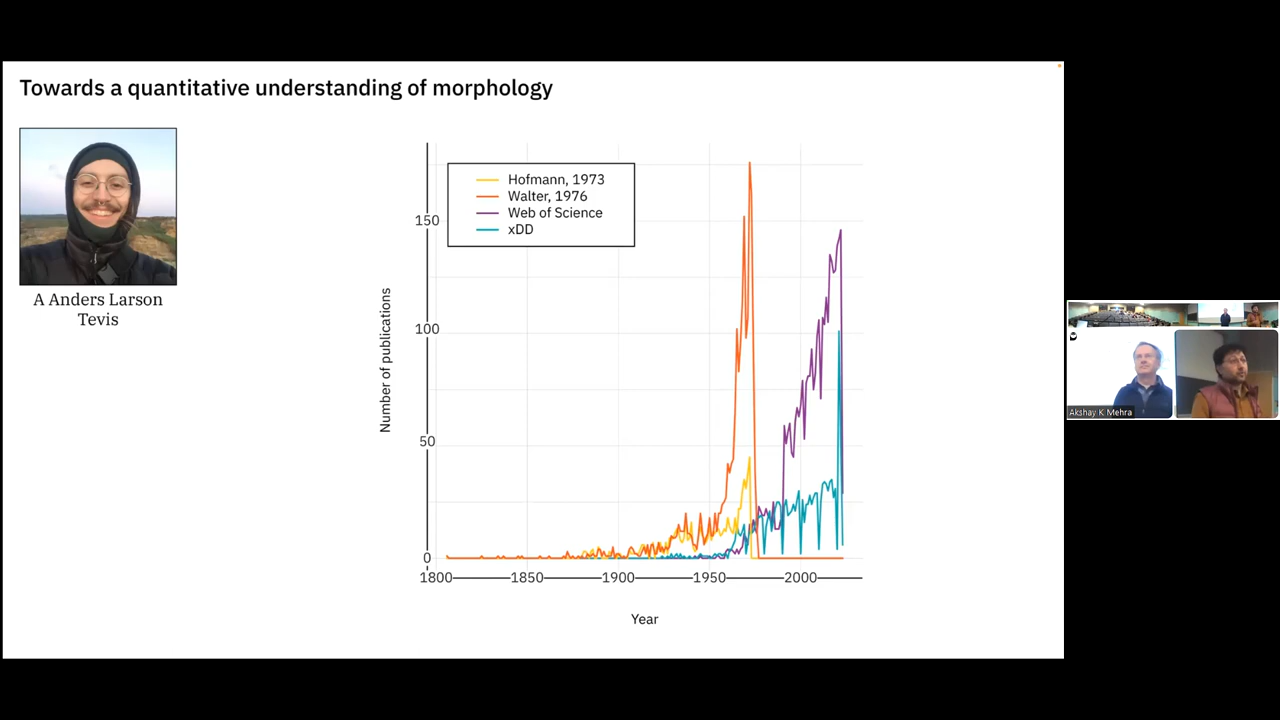 Towards a quantitative understanding of morphology
A Anders Larson
Tevis
Hofmann, 1973
Walter, 1976
Web of Science
xDD
Number of publications
150
100
50
0
1800 1850 1900 1950 2000
Year
Akshay K Mehra